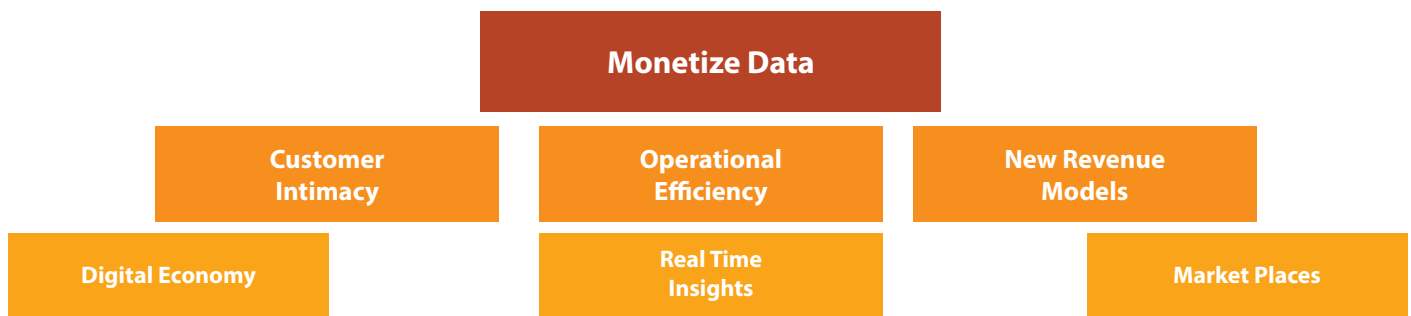 Monetize Data
Customer
Intimacy
Operational
Efficiency
New Revenue
Models
Digital Economy
Real Time
Insights
Market Places